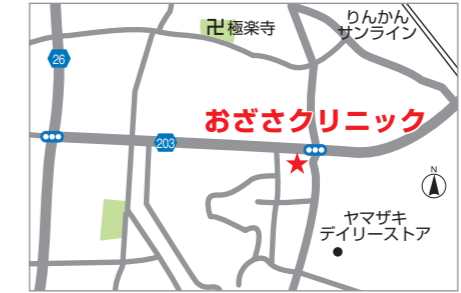 りんかん
サンライン
卍極楽寺
26
おざさクリニック
203
N
ヤマザキ
デイリーストア